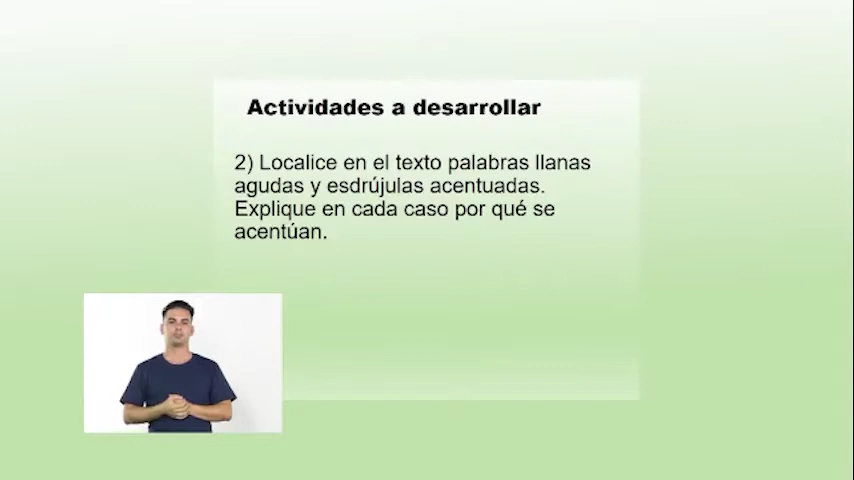 Actividades a desarrollar
2) Localice en el texto palabras llanas
agudas y esdrújulas acentuadas.
Explique en cada caso por qué se
acentúan.